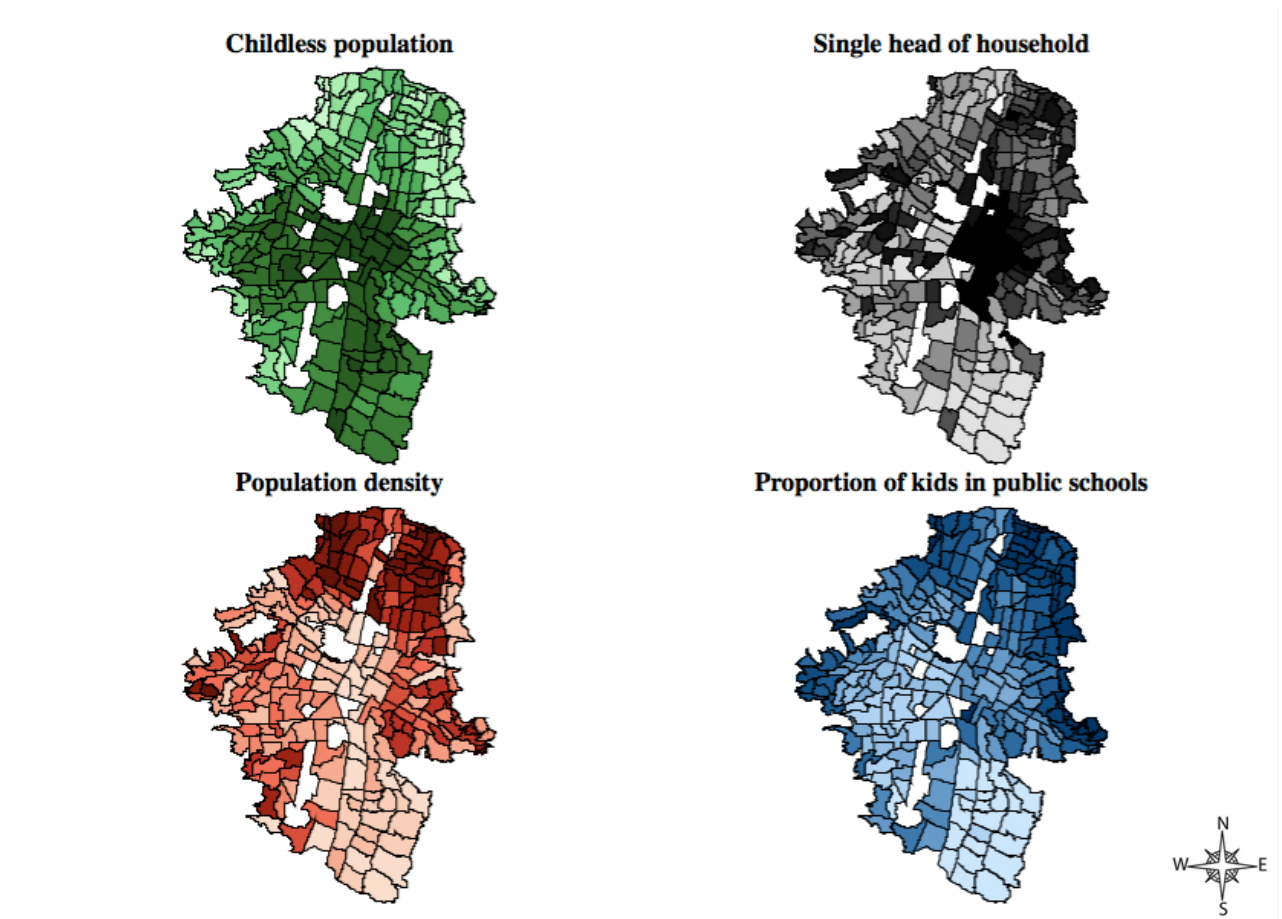 Childless population
Single head of household
Population density
Proportion of kids in public schools
N
W E
S